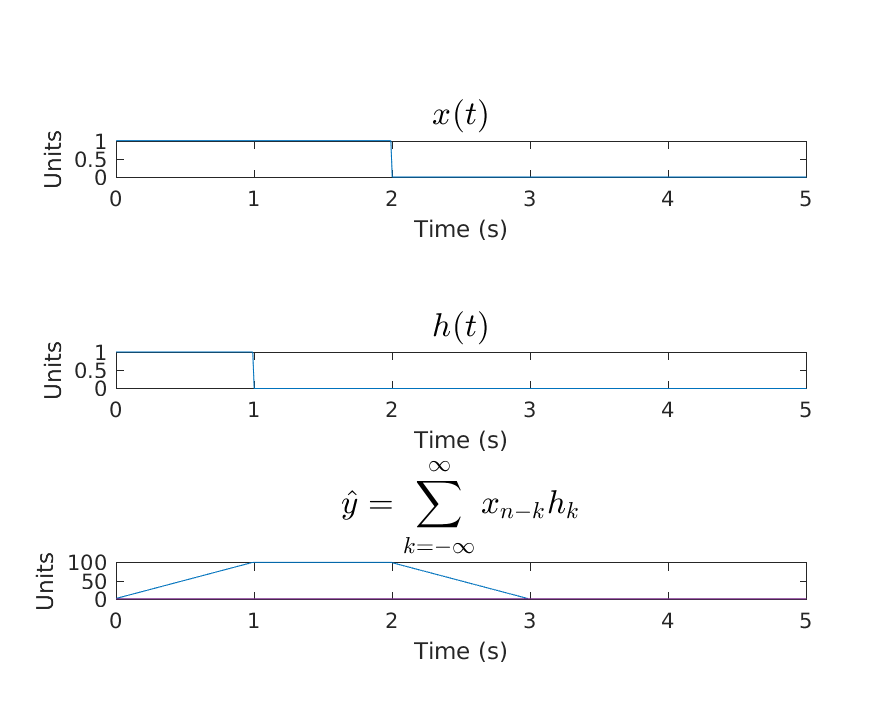 x(t)
Units
1
0.5
0
0 1 2 3 4 5
Time (s)
h(t)
Units
1
0.5
0
0 1 2 3 4 5
Time (s)
ŷ = ∑_{k=-∞}^{∞} x_{n-k}h_k
Units
100
50
0
0 1 2 3 4 5
Time (s)